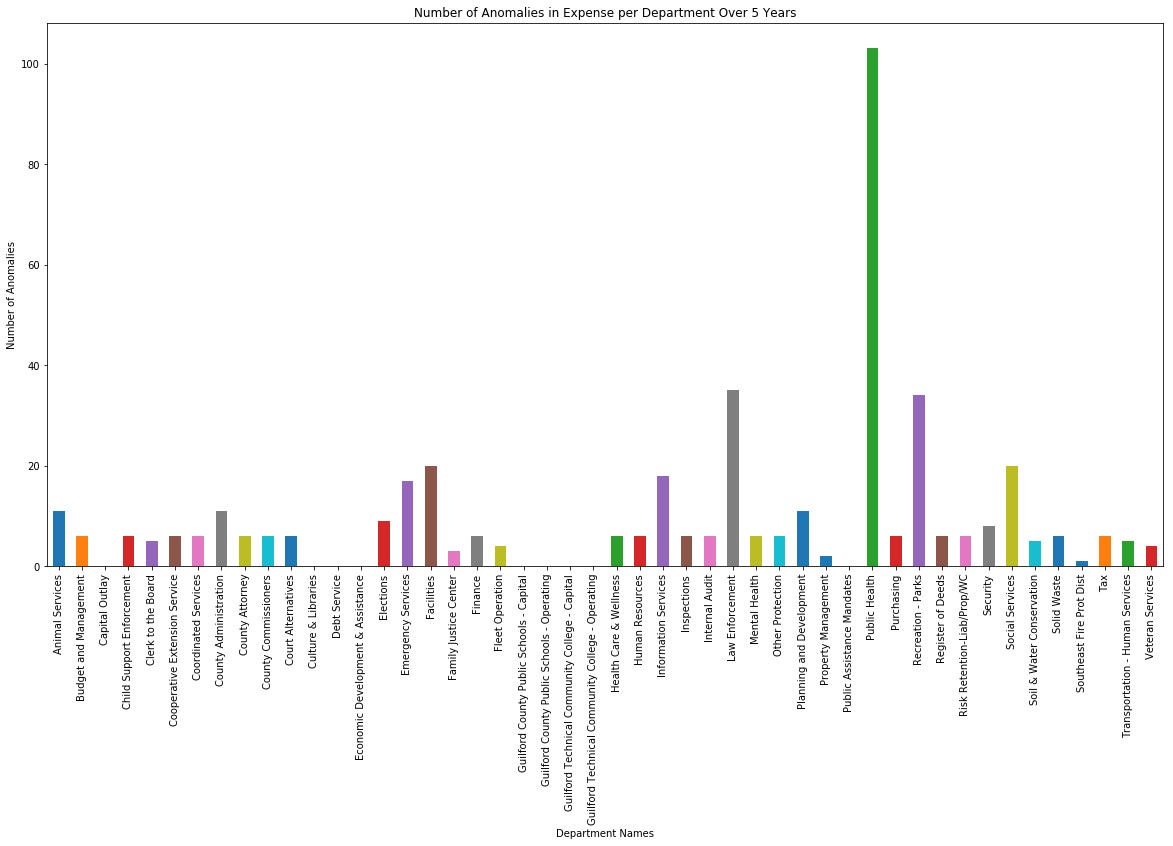 Number of Anomalies in Expense per Department Over 5 Years
Number of Anomalies
100
80
60
40
20
0
Animal Services
Budget and Management
Capital Outlay
Child Support Enforcement
Clerk to the Board
Cooperative Extension Service
Coordinated Services
County Administration
County Attorney
County Commissioners
Court Alternatives
Culture & Libraries
Debt Service
Economic Development & Assistance
Elections
Emergency Services
Facilities
Family Justice Center
Finance
Fleet Operation
Guilford County Public Schools - Capital
Guilford County Public Schools - Operating
Guilford Technical Community College - Capital
Guilford Technical Community College - Operating
Health Care & Wellness
Human Resources
Information Services
Inspections
Internal Audit
Law Enforcement
Mental Health
Other Protection
Planning and Development
Property Management
Public Assistance Mandates
Public Health
Purchasing
Recreation - Parks
Register of Deeds
Risk Retention-Liab/Prop/WC
Security
Social Services
Soil & Water Conservation
Solid Waste
Southeast Fire Prot Dist
Tax
Transportation - Human Services
Veteran Services
Department Names